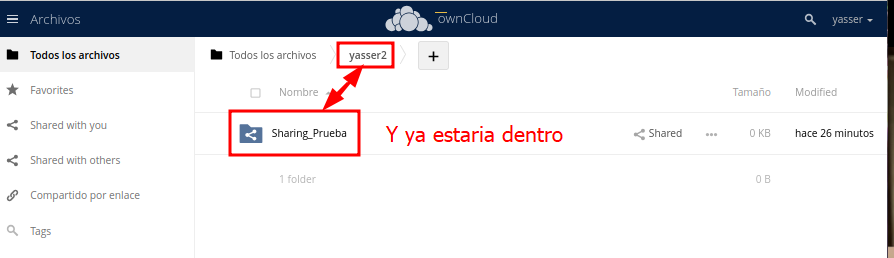 Archivos
ownCloud
yasser
Todos los archivos
Todos los archivos
yasser2
+
Favorites
Nombre
Tamaño
Modified
Shared with you
Sharing_Prueba
Y ya estaria dentro
Shared
...
0 KB
hace 26 minutos
Shared with others
1 folder
0 B
Compartido por enlace
Tags